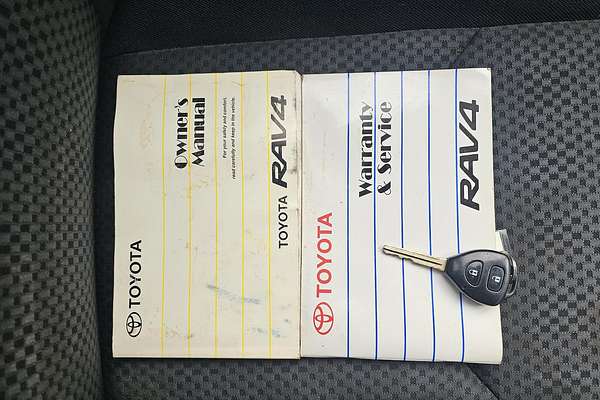 Owner's
Manual
For your safety and comfort,
read carefully and keep in the vehicle.
TOYOTA RAV4
TOYOTA
Warranty
& Service
RAV4
TOYOTA